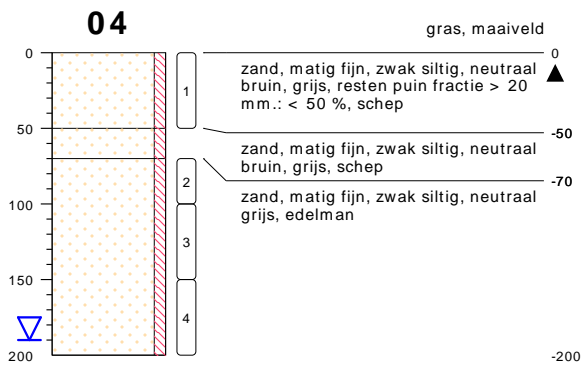 04
gras, maaiveld
0
0
zand, matig fijn, zwak siltig, neutraal
bruin, grijs, resten puin fractie > 20
mm.: < 50 %, schep
1
50
-50
zand, matig fijn, zwak siltig, neutraal
bruin, grijs, schep
-70
2
zand, matig fijn, zwak siltig, neutraal
grijs, edelman
100
3
150
4
200
-200